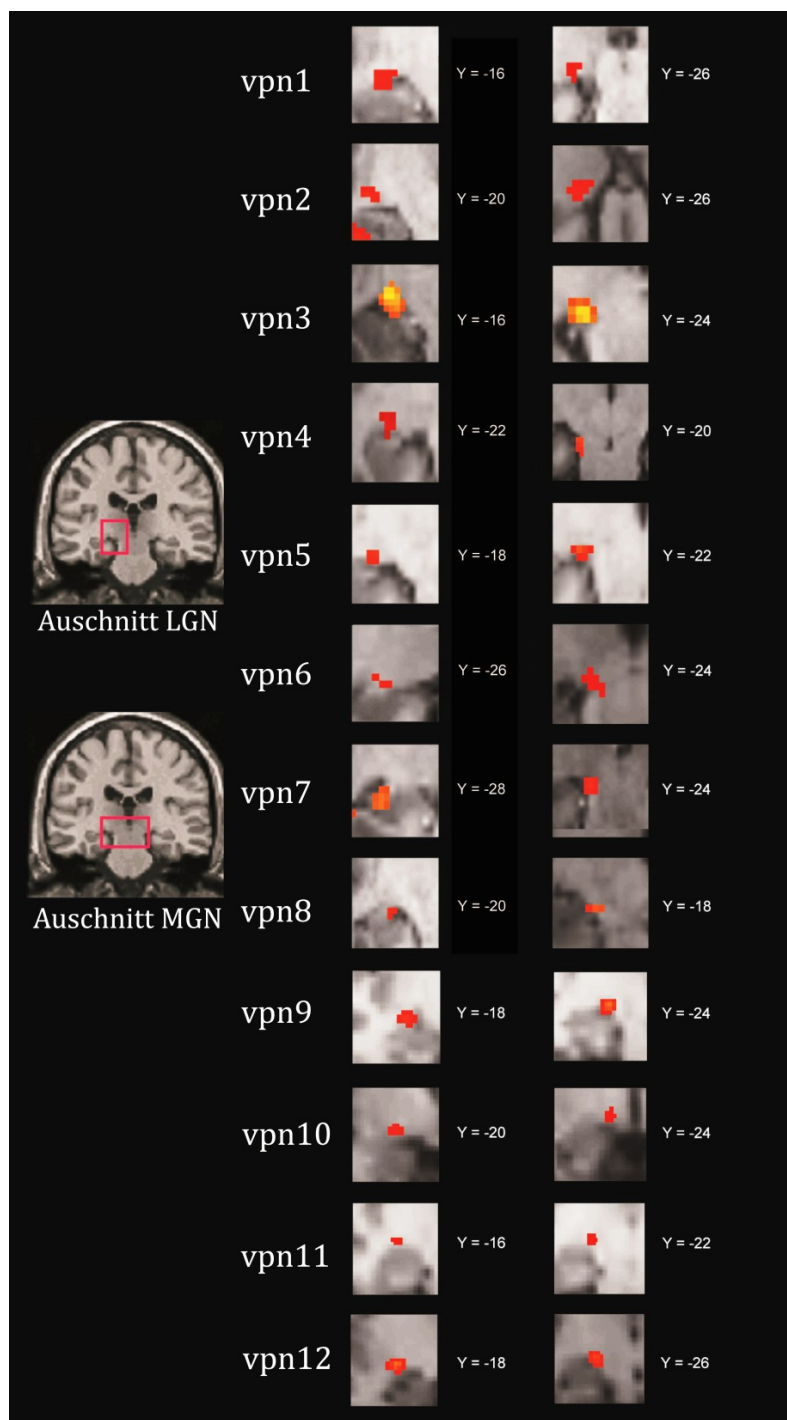 vpn1 Y = -16 Y = -26
vpn2 Y = -20 Y = -26
vpn3 Y = -16 Y = -24
vpn4 Y = -22 Y = -20
vpn5 Y = -18 Y = -22
Auschnitt LGN
vpn6 Y = -26 Y = -24
vpn7 Y = -28 Y = -24
vpn8 Y = -20 Y = -18
Auschnitt MGN
vpn9 Y = -18 Y = -24
vpn10 Y = -20 Y = -24
vpn11 Y = -16 Y = -22
vpn12 Y = -18 Y = -26